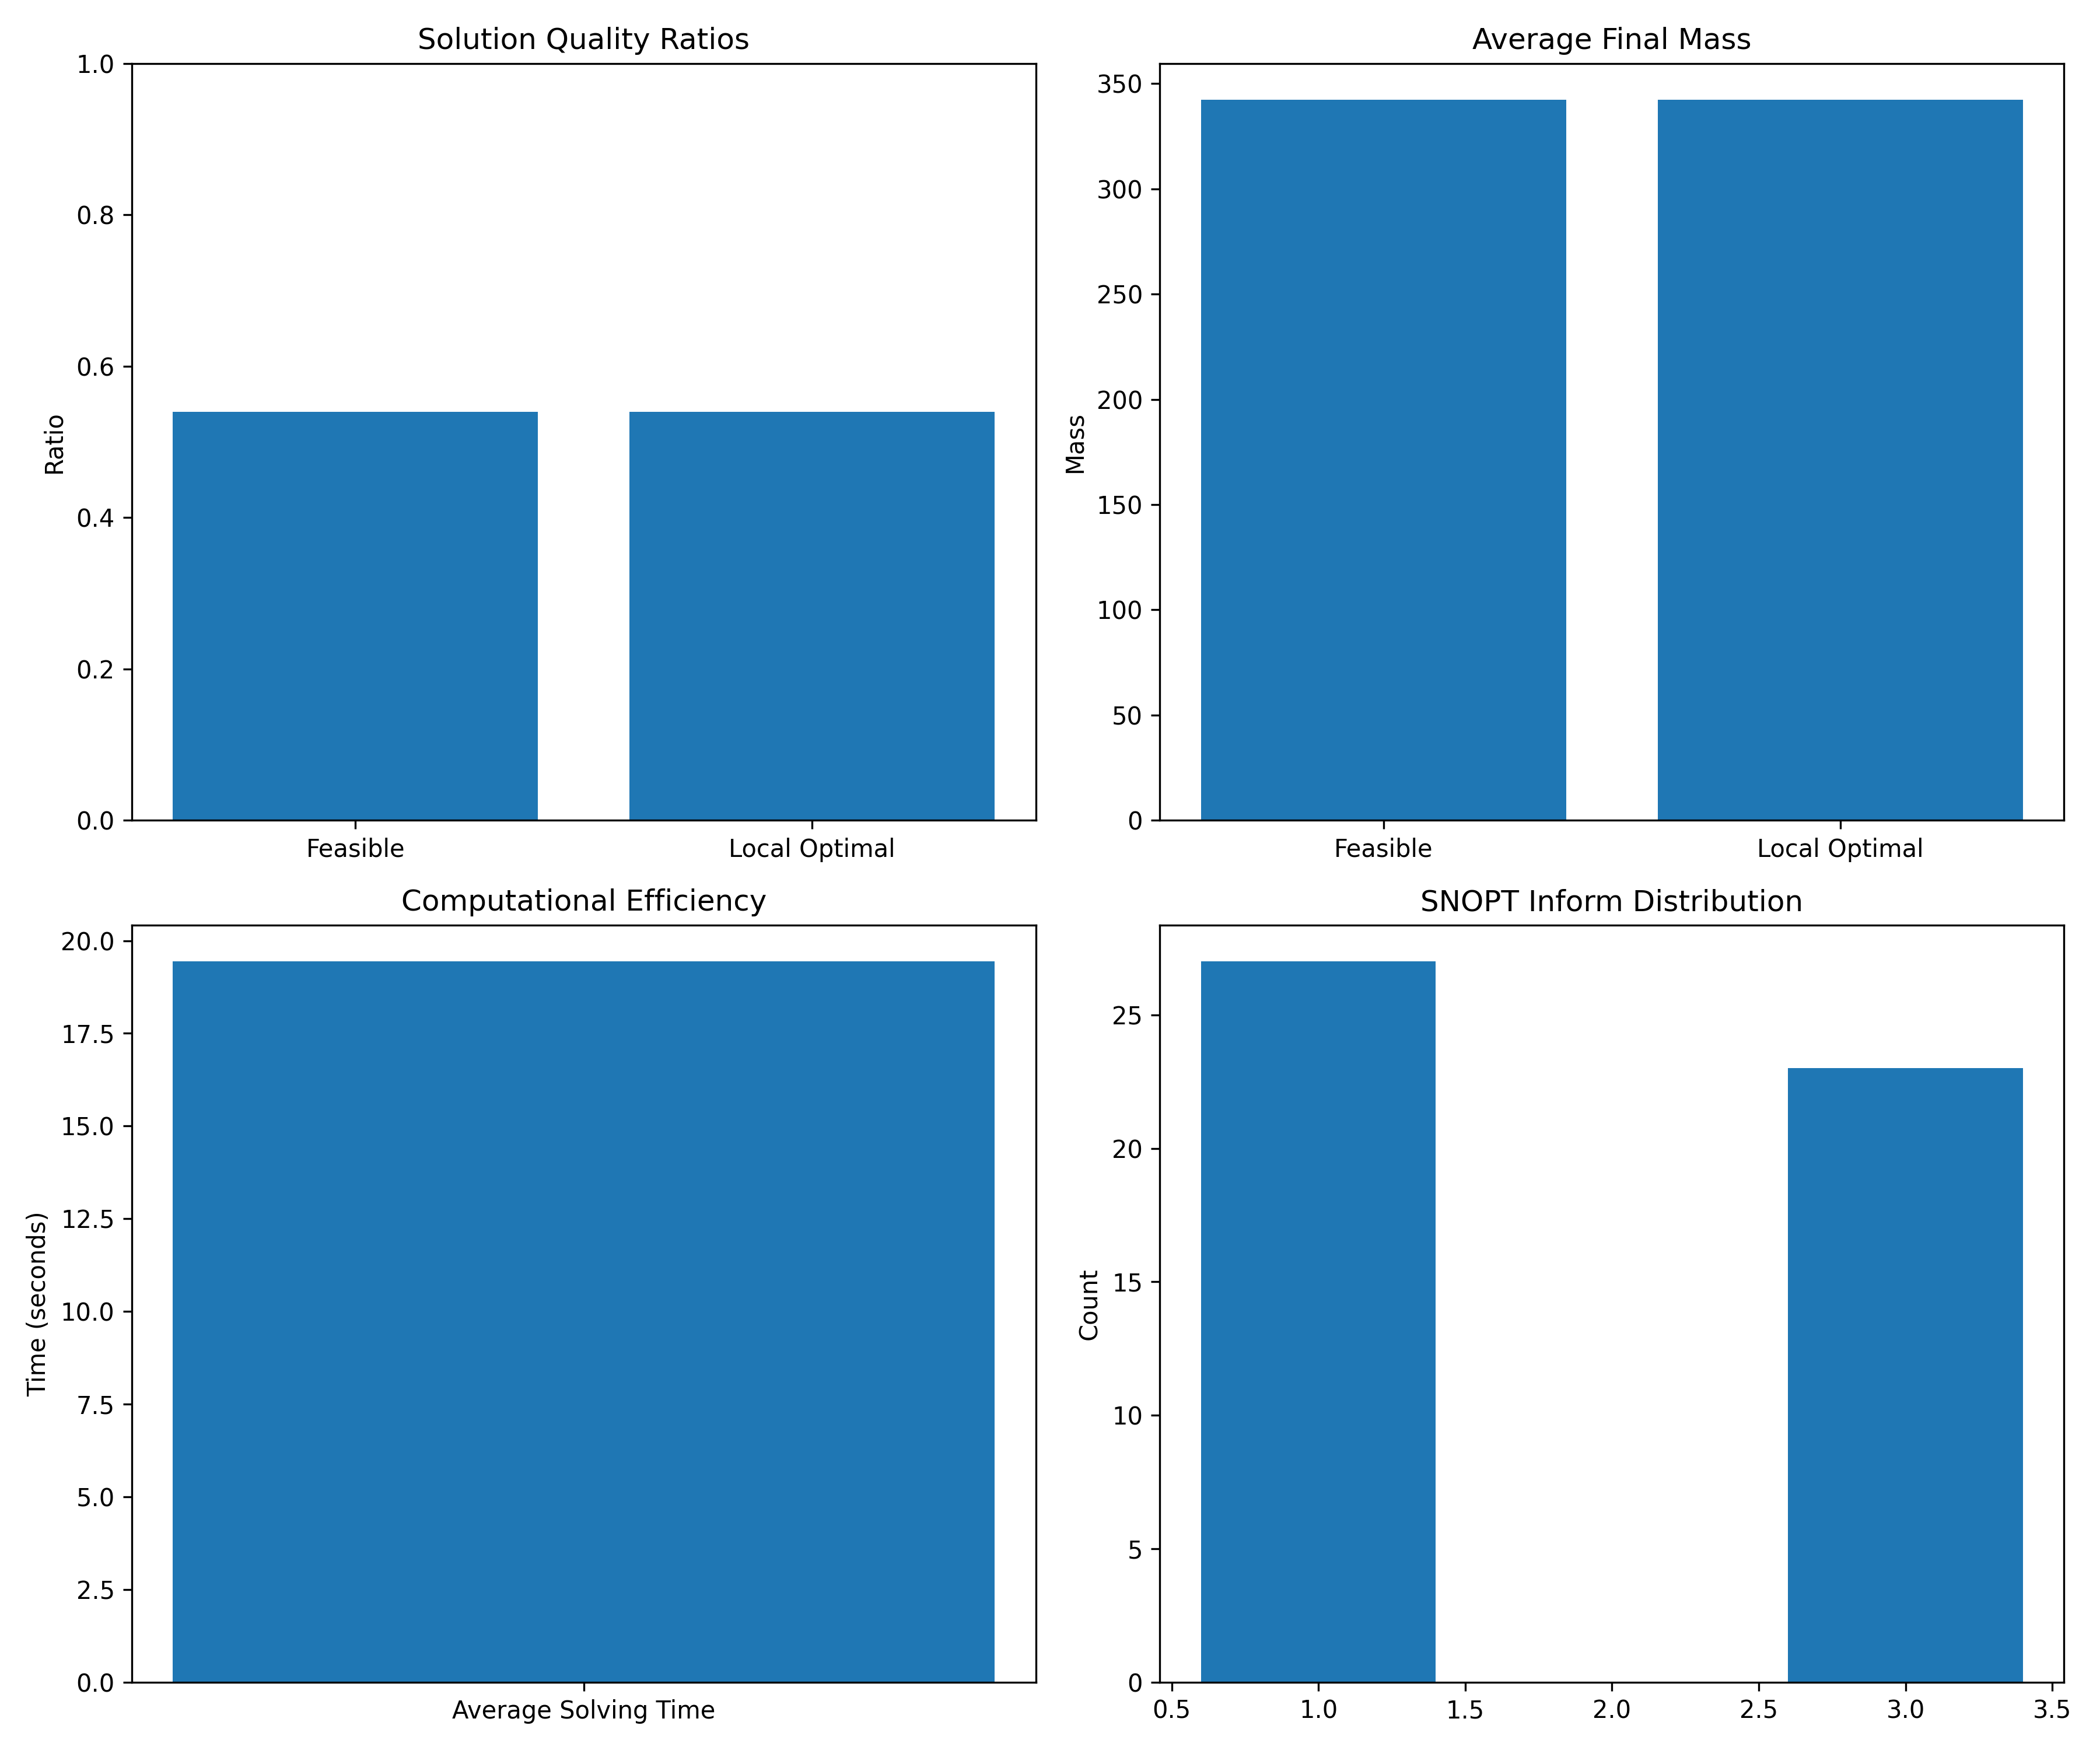 Solution Quality Ratios
1.0
0.8
0.6
0.4
0.2
0.0
Ratio
Feasible
Local Optimal
Average Final Mass
350
300
250
200
150
100
50
0
Mass
Feasible
Local Optimal
Computational Efficiency
20.0
17.5
15.0
12.5
10.0
7.5
5.0
2.5
0.0
Time (seconds)
Average Solving Time
SNOPT Inform Distribution
25
20
15
10
5
0
Count
0.5 1.0 1.5 2.0 2.5 3.0 3.5